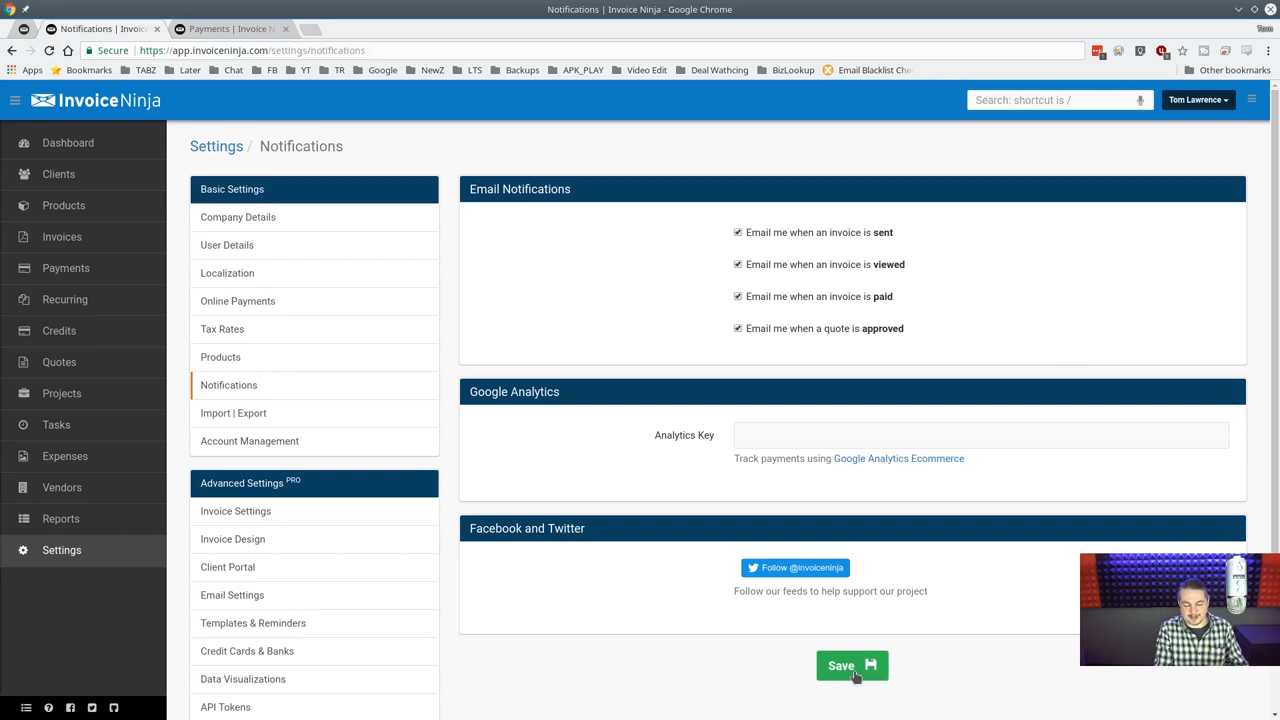 Notifications | Invoice Ninja - Google Chrome
Notifications | Invoic
Payments | Invoice N
Tom
Secure
https://app.invoiceninja.com/settings/notifications
Apps
Bookmarks
TABZ
Later
Chat
FB
YT
TR
Google
NewZ
LTS
Backups
APK_PLAY
Video Edit
Deal Wathcing
BizLookup
Email Blacklist Che
Other bookmarks
InvoiceNinja
Search: shortcut is /
Tom Lawrence
Dashboard
Clients
Products
Invoices
Payments
Recurring
Credits
Quotes
Projects
Tasks
Expenses
Vendors
Reports
Settings
Settings / Notifications
Basic Settings
Company Details
User Details
Localization
Online Payments
Tax Rates
Products
Notifications
Import | Export
Account Management
Advanced Settings PRO
Invoice Settings
Invoice Design
Client Portal
Email Settings
Templates & Reminders
Credit Cards & Banks
Data Visualizations
API Tokens
Email Notifications
Email me when an invoice is sent
Email me when an invoice is viewed
Email me when an invoice is paid
Email me when a quote is approved
Google Analytics
Analytics Key
Track payments using Google Analytics Ecommerce
Facebook and Twitter
Follow @invoiceninja
Follow our feeds to help support our project
Save